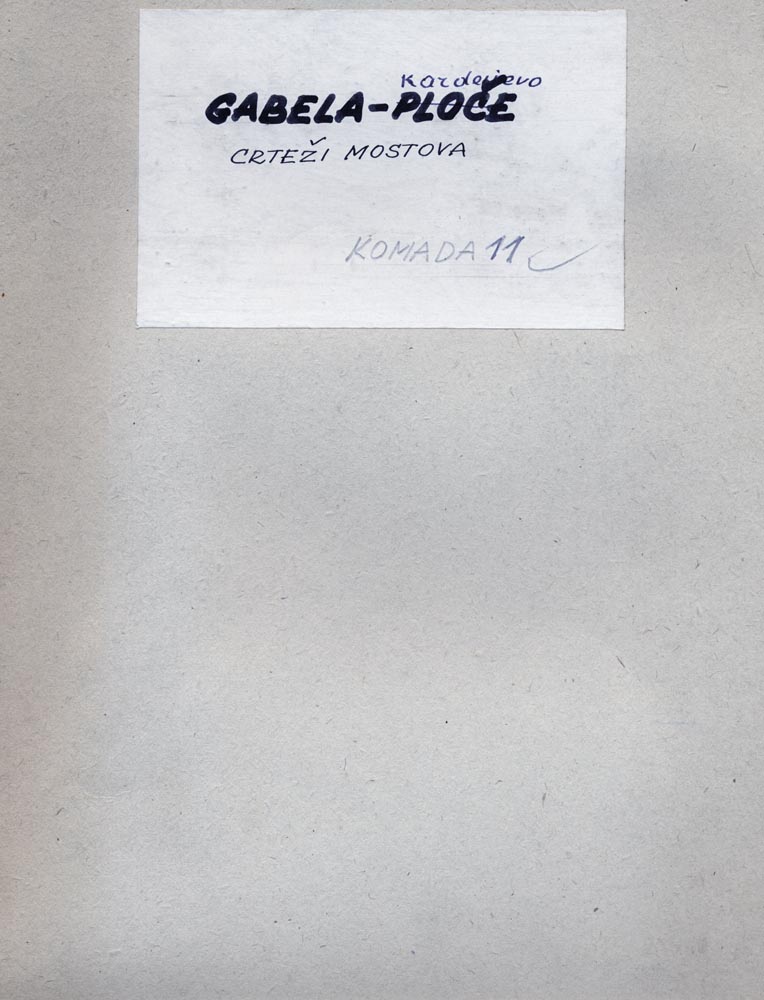 Kardeljevo
GABELA-PLOČE
CRTEŽI MOSTOVA
KOMADA 11